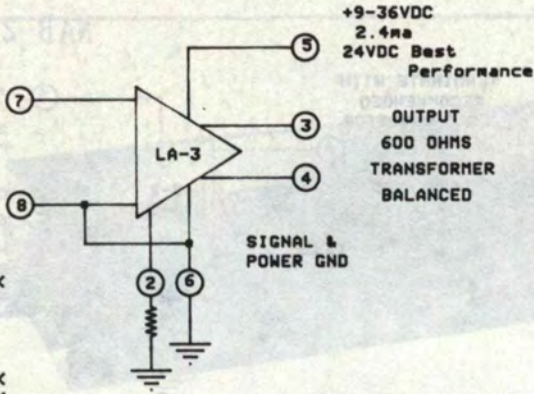 +9-36VDC
2.4ma
24VDC Best
Performance
5
7
3
OUTPUT
600 OHMS
LA-3
TRANSFORMER
4
BALANCED
8
SIGNAL &
POWER GND
2 6